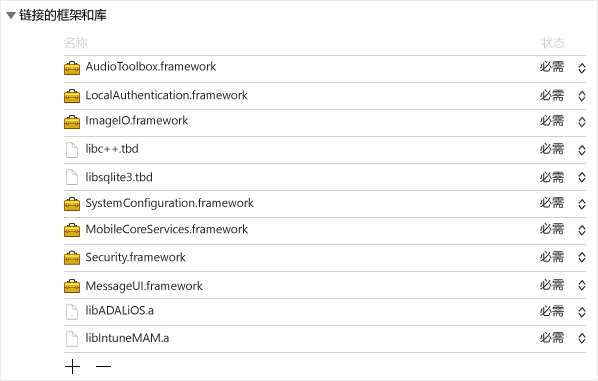 链接的框架和库
名称 状态
AudioToolbox.framework 必需
LocalAuthentication.framework 必需
ImageIO.framework 必需
libc++.tbd 必需
libsqlite3.tbd 必需
SystemConfiguration.framework 必需
MobileCoreServices.framework 必需
Security.framework 必需
MessageUI.framework 必需
libADALiOS.a 必需
libIntuneMAM.a 必需